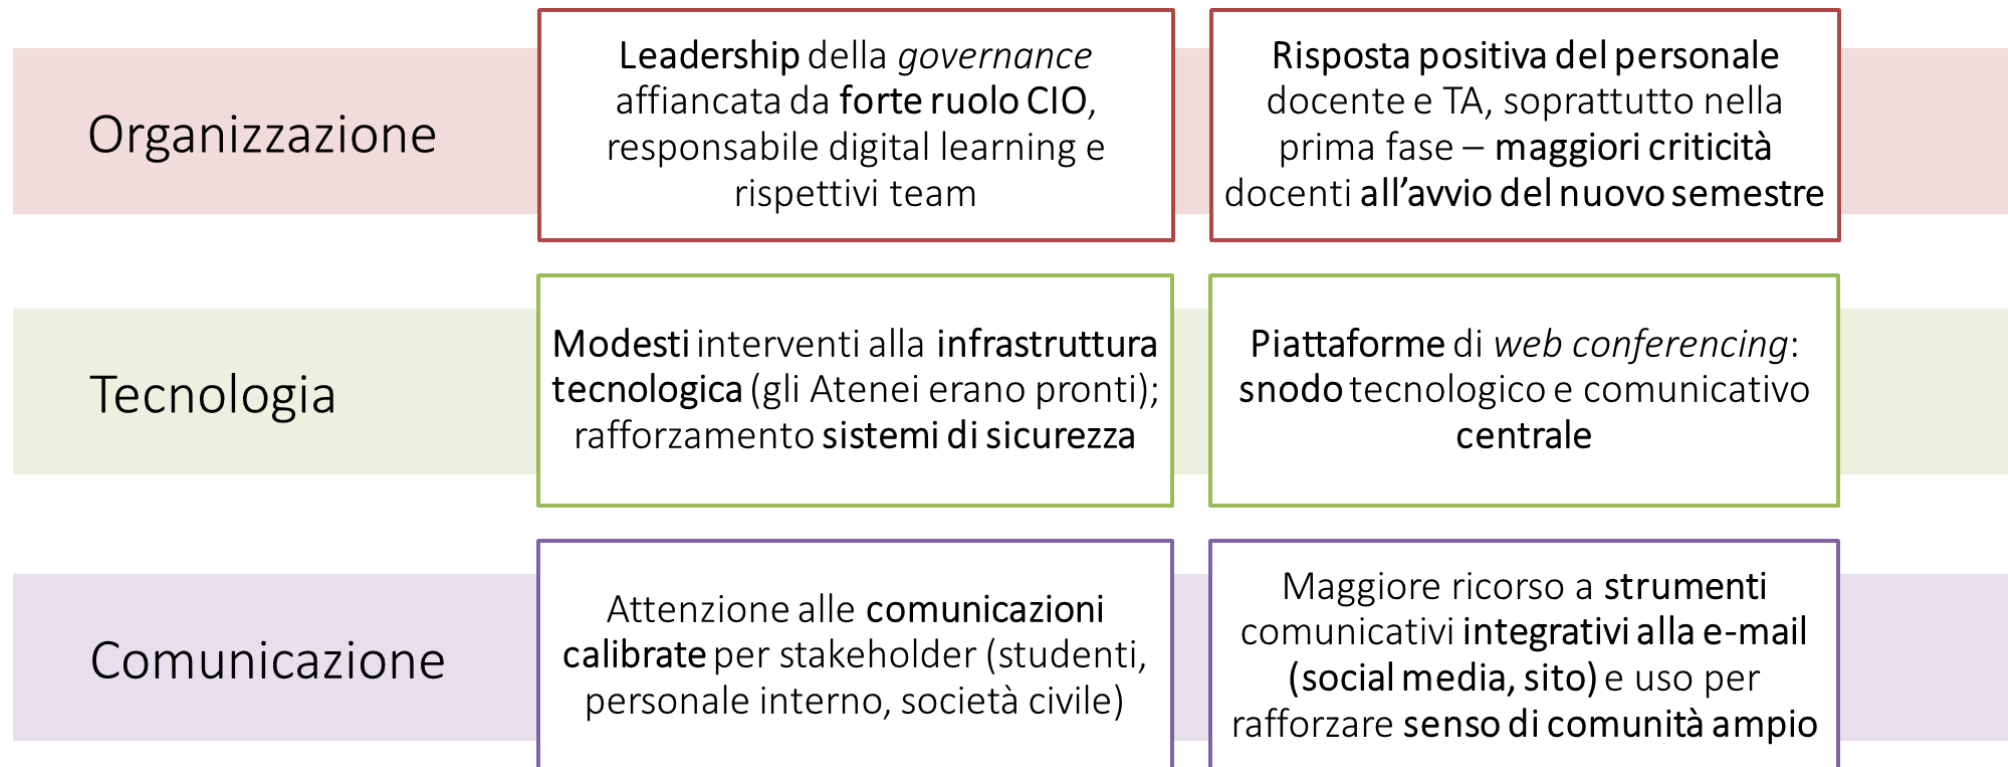 Organizzazione
Leadership della governance
affiancata da forte ruolo CIO,
responsabile digital learning e
rispettivi team
Risposta positiva del personale
docente e TA, soprattutto nella
prima fase – maggiori criticità
docenti all’avvio del nuovo semestre
Tecnologia
Modesti interventi alla infrastruttura
tecnologica (gli Atenei erano pronti);
rafforzamento sistemi di sicurezza
Piattaforme di web conferencing:
snodo tecnologico e comunicativo
centrale
Comunicazione
Attenzione alle comunicazioni
calibrate per stakeholder (studenti,
personale interno, società civile)
Maggiore ricorso a strumenti
comunicativi integrativi alla e-mail
(social media, sito) e uso per
rafforzare senso di comunità ampio